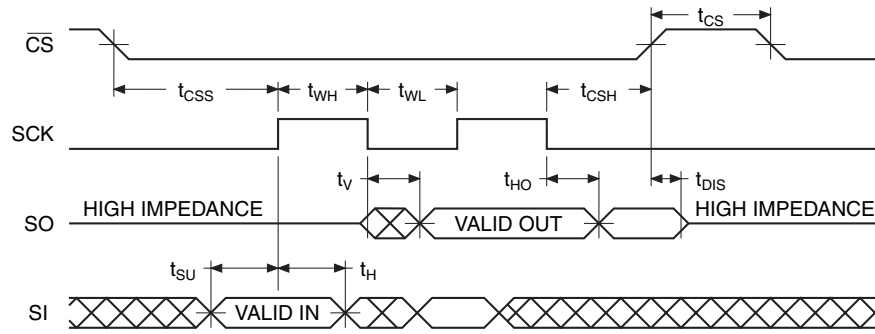 CS
tCS
tCSS
tWH
tWL
tCSH
SCK
tV
tHO
tDIS
SO
HIGH IMPEDANCE
VALID OUT
HIGH IMPEDANCE
tSU
tH
SI
VALID IN